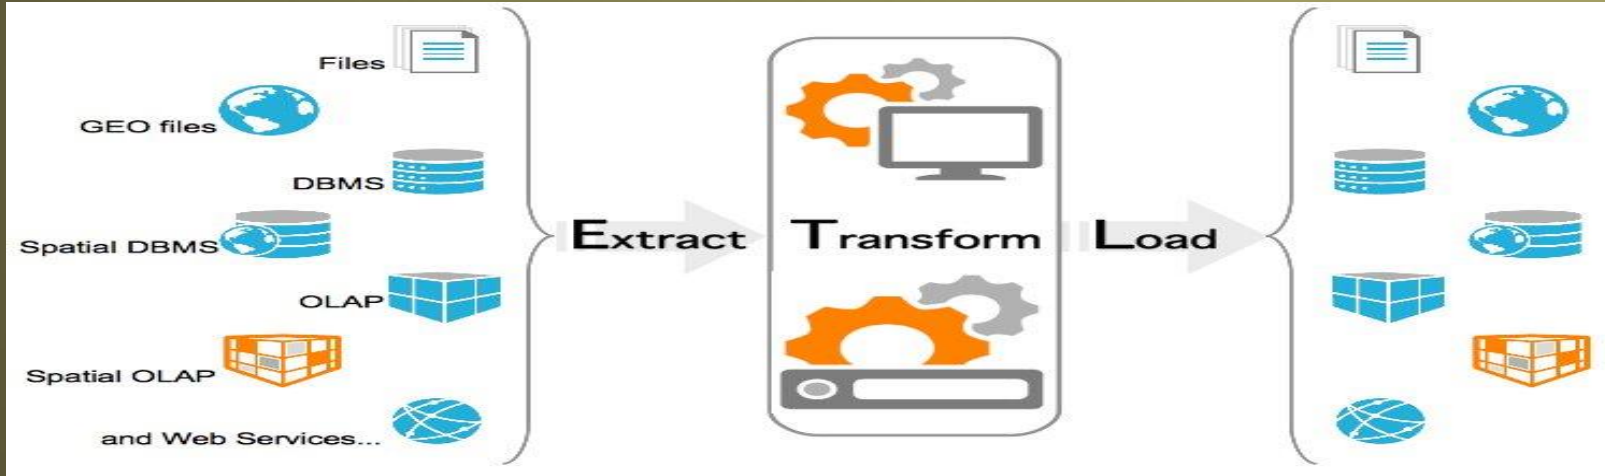 Files
GEO files
DBMS
Spatial DBMS
Extract Transform Load
OLAP
Spatial OLAP
and Web Services...